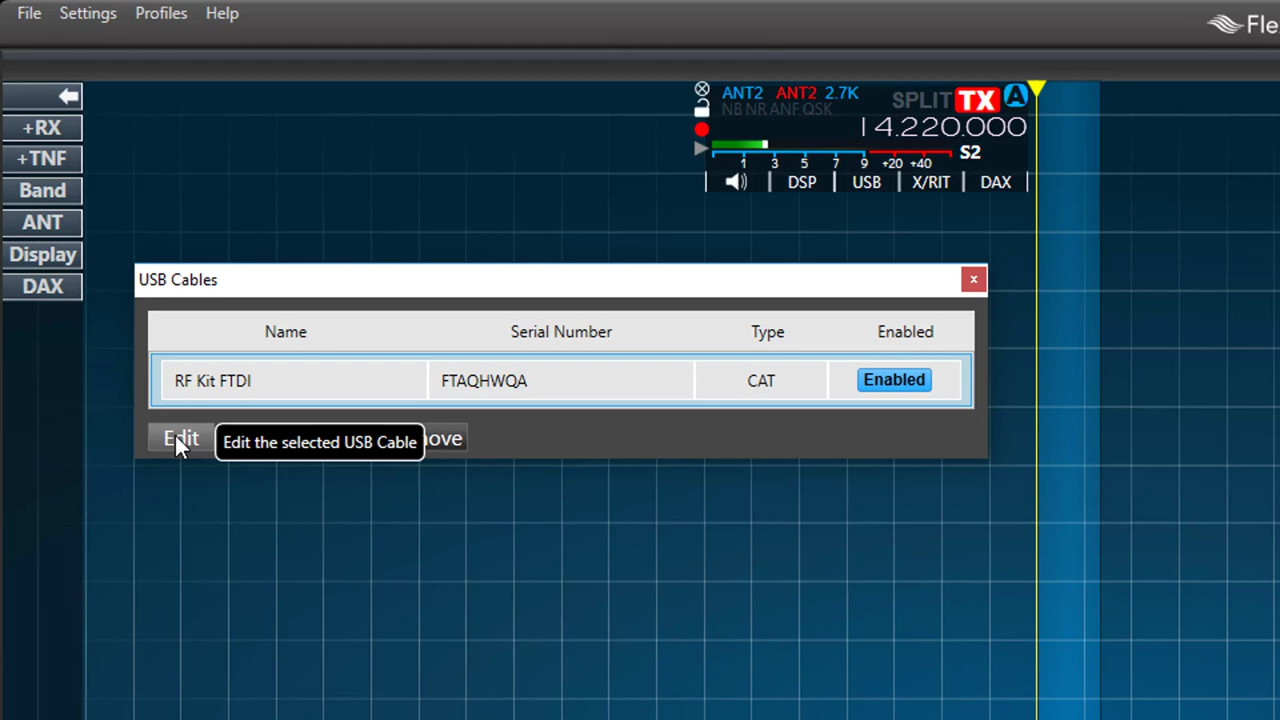 File Settings Profiles Help
Fle
+RX
+TNF
Band
ANT
Display
DAX
ANT2 ANT2 2.7K
NB NR ANF QSK
SPLIT TX A
14.220.000
1 3 5 7 9 +20 +40
S2
DSP USB X/RIT DAX
USB Cables x
Name Serial Number Type Enabled
RF Kit FTDI FTAQHWQA CAT Enabled
Edit Edit the selected USB Cable ove